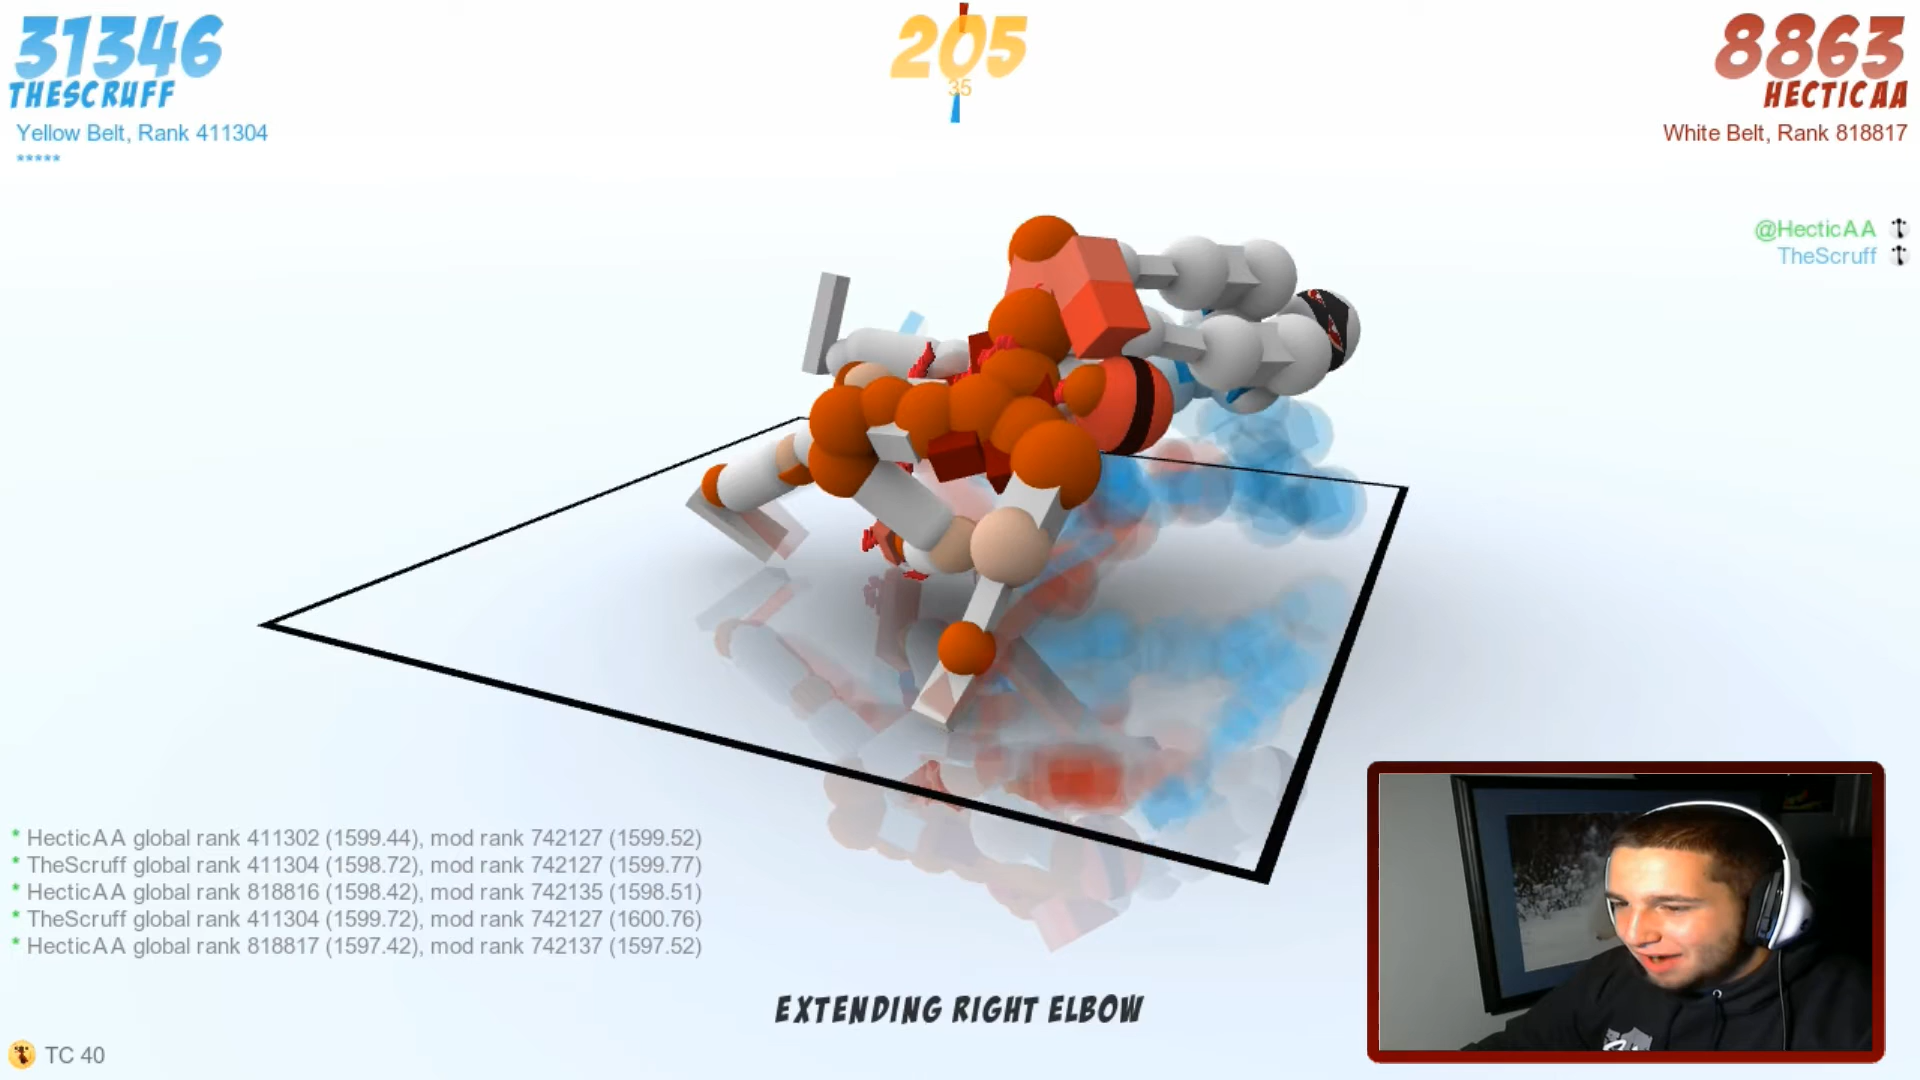 31346
THESCRUFF
Yellow Belt, Rank 411304
*****
205
35
8863
HECTICAA
White Belt, Rank 818817
@HecticAA
TheScruff
* HecticAA global rank 411302 (1599.44), mod rank 742127 (1599.52)
* TheScruff global rank 411304 (1598.72), mod rank 742127 (1599.77)
* HecticAA global rank 818816 (1598.42), mod rank 742135 (1598.51)
* TheScruff global rank 411304 (1599.72), mod rank 742127 (1600.76)
* HecticAA global rank 818817 (1597.42), mod rank 742137 (1597.52)
EXTENDING RIGHT ELBOW
TC 40